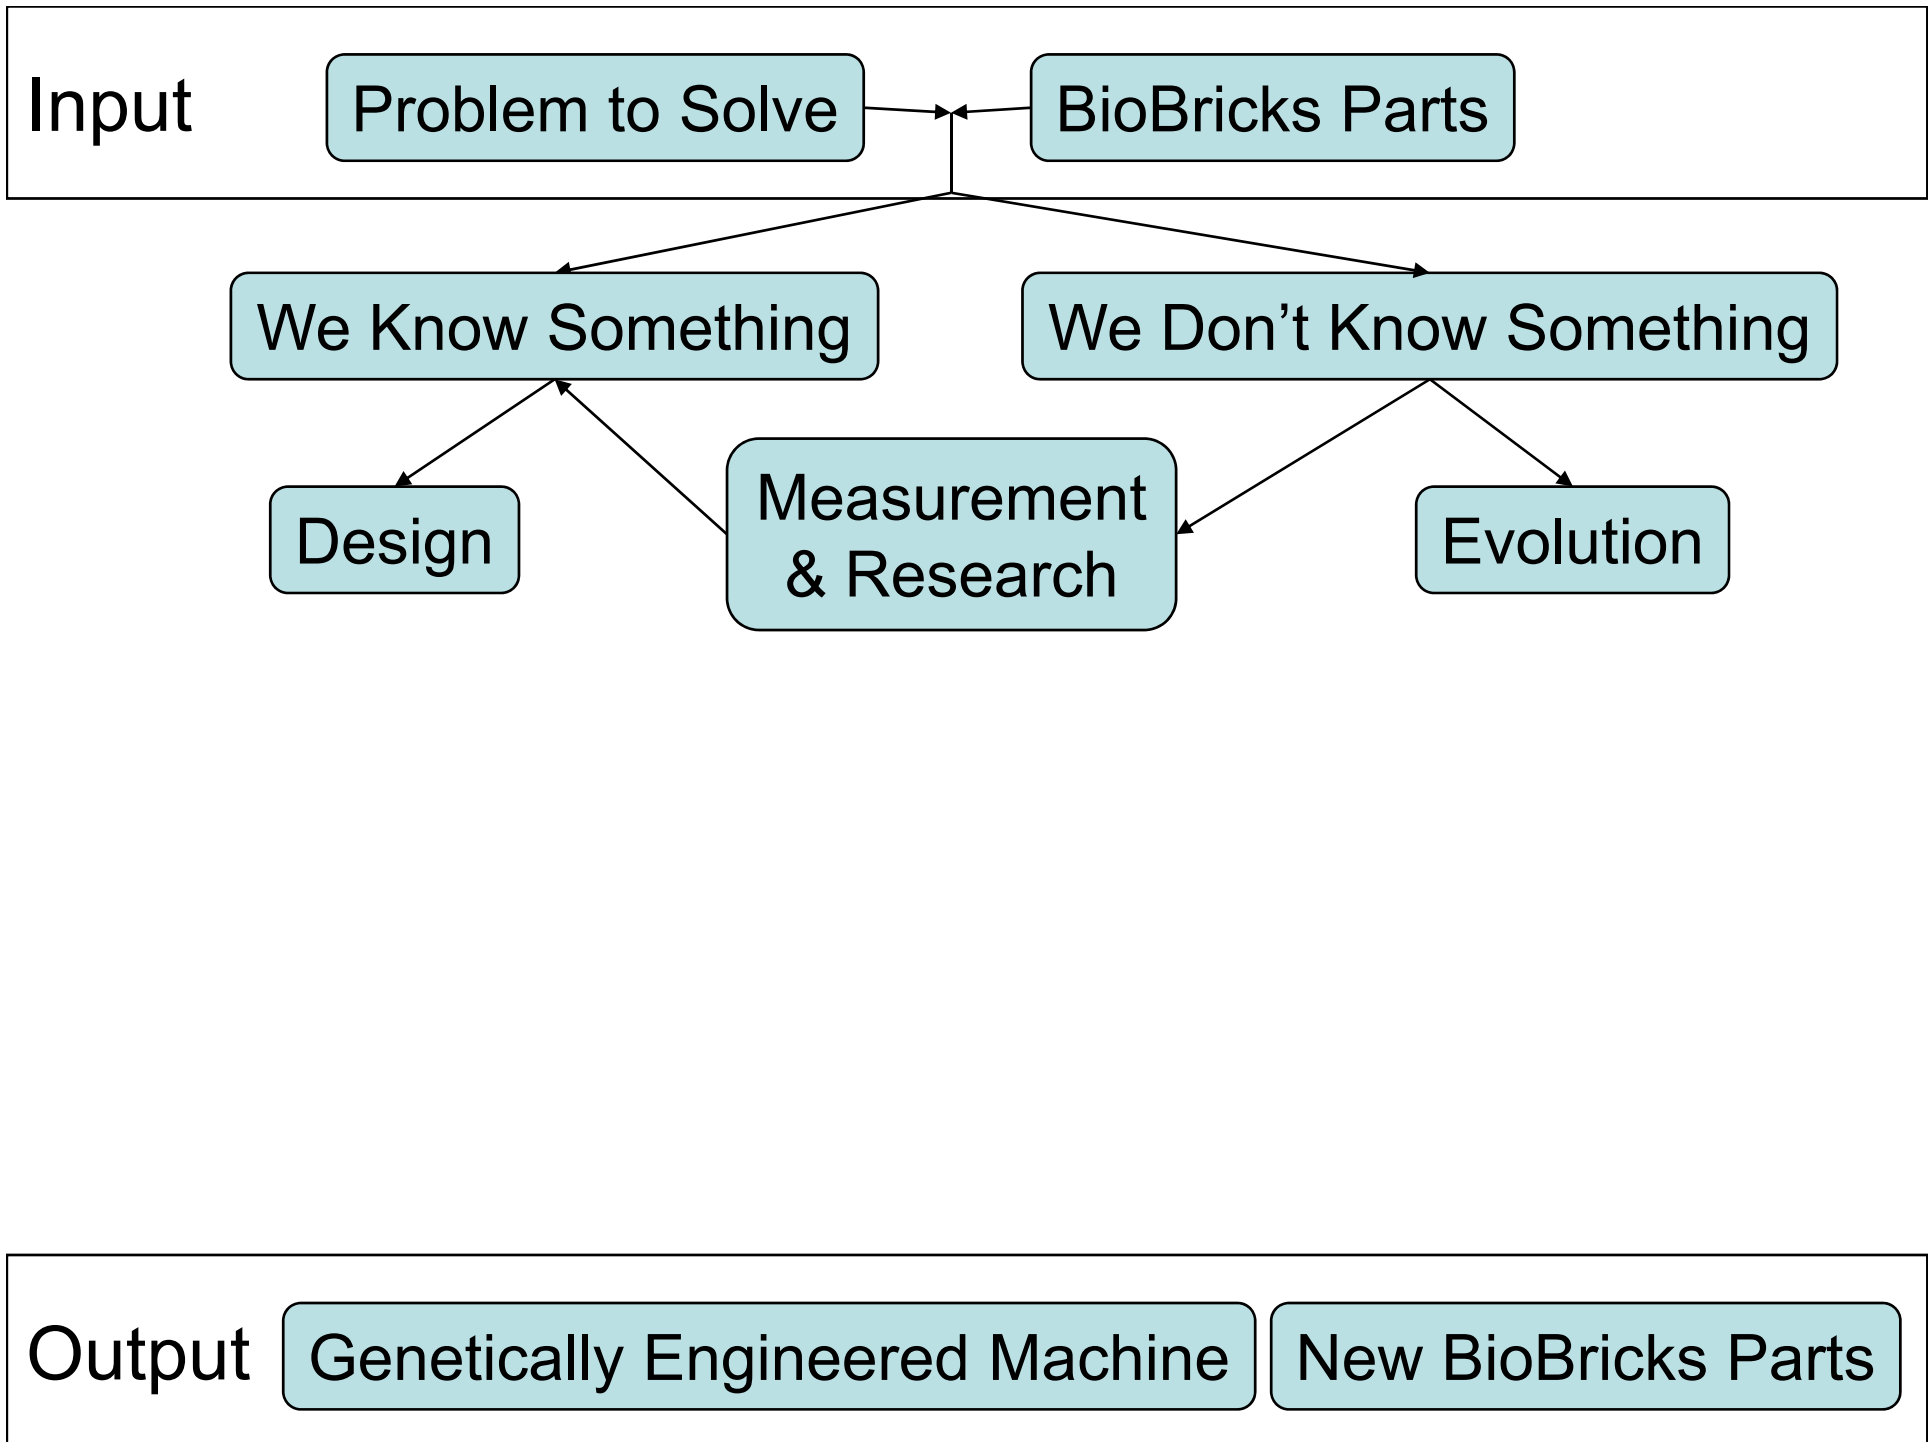 Input
Problem to Solve
BioBricks Parts
We Know Something
We Don’t Know Something
Design
Measurement
& Research
Evolution
Output
Genetically Engineered Machine
New BioBricks Parts